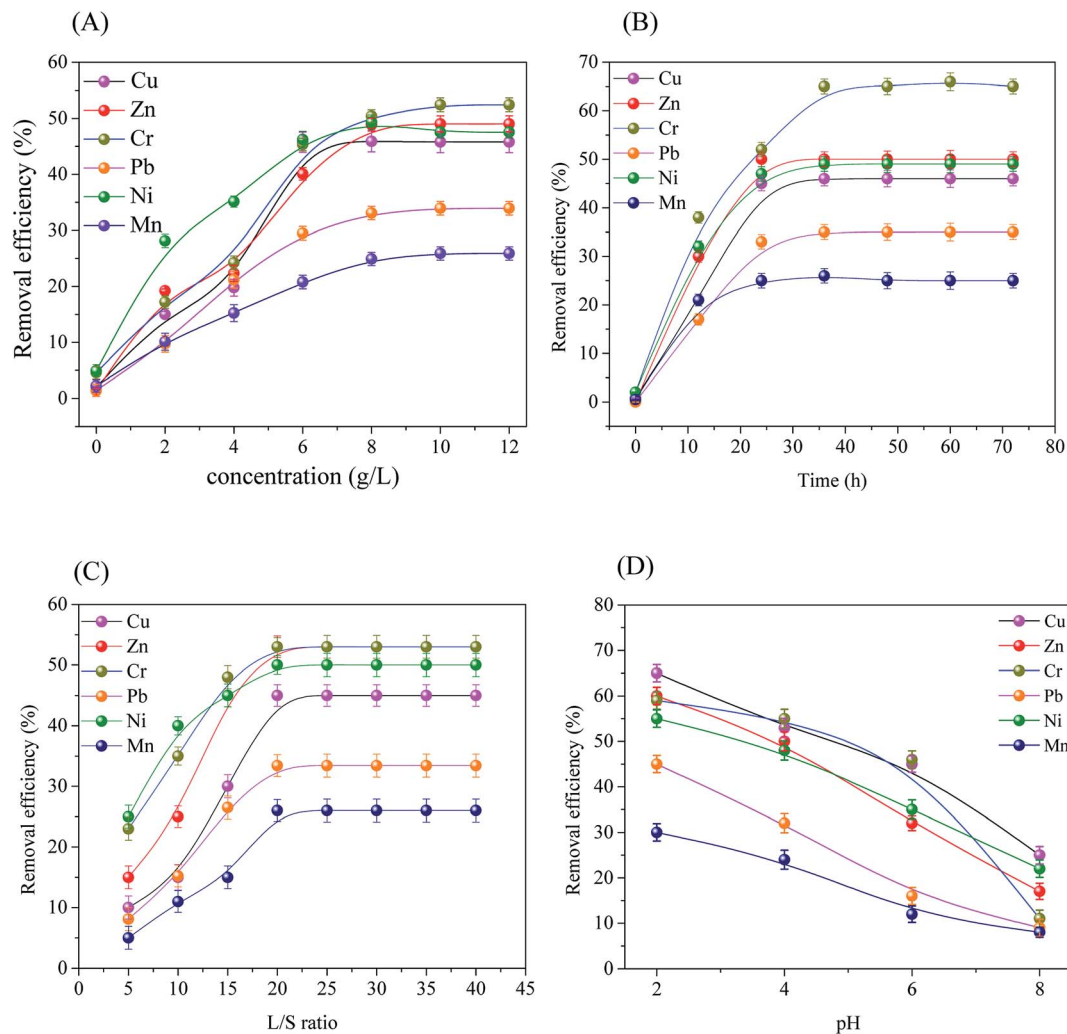 (A)
Removal efficiency (%)
60
50
40
30
20
10
0
Cu
Zn
Cr
Pb
Ni
Mn
0 2 4 6 8 10 12
concentration (g/L)
(B)
Removal efficiency (%)
70
60
50
40
30
20
10
0
Cu
Zn
Cr
Pb
Ni
Mn
0 10 20 30 40 50 60 70 80
Time (h)
(C)
Removal efficiency (%)
60
50
40
30
20
10
0
Cu
Zn
Cr
Pb
Ni
Mn
5 10 15 20 25 30 35 40 45
L/S ratio
(D)
Removal efficiency (%)
80
70
60
50
40
30
20
10
0
Cu
Zn
Cr
Pb
Ni
Mn
2 4 6 8
pH